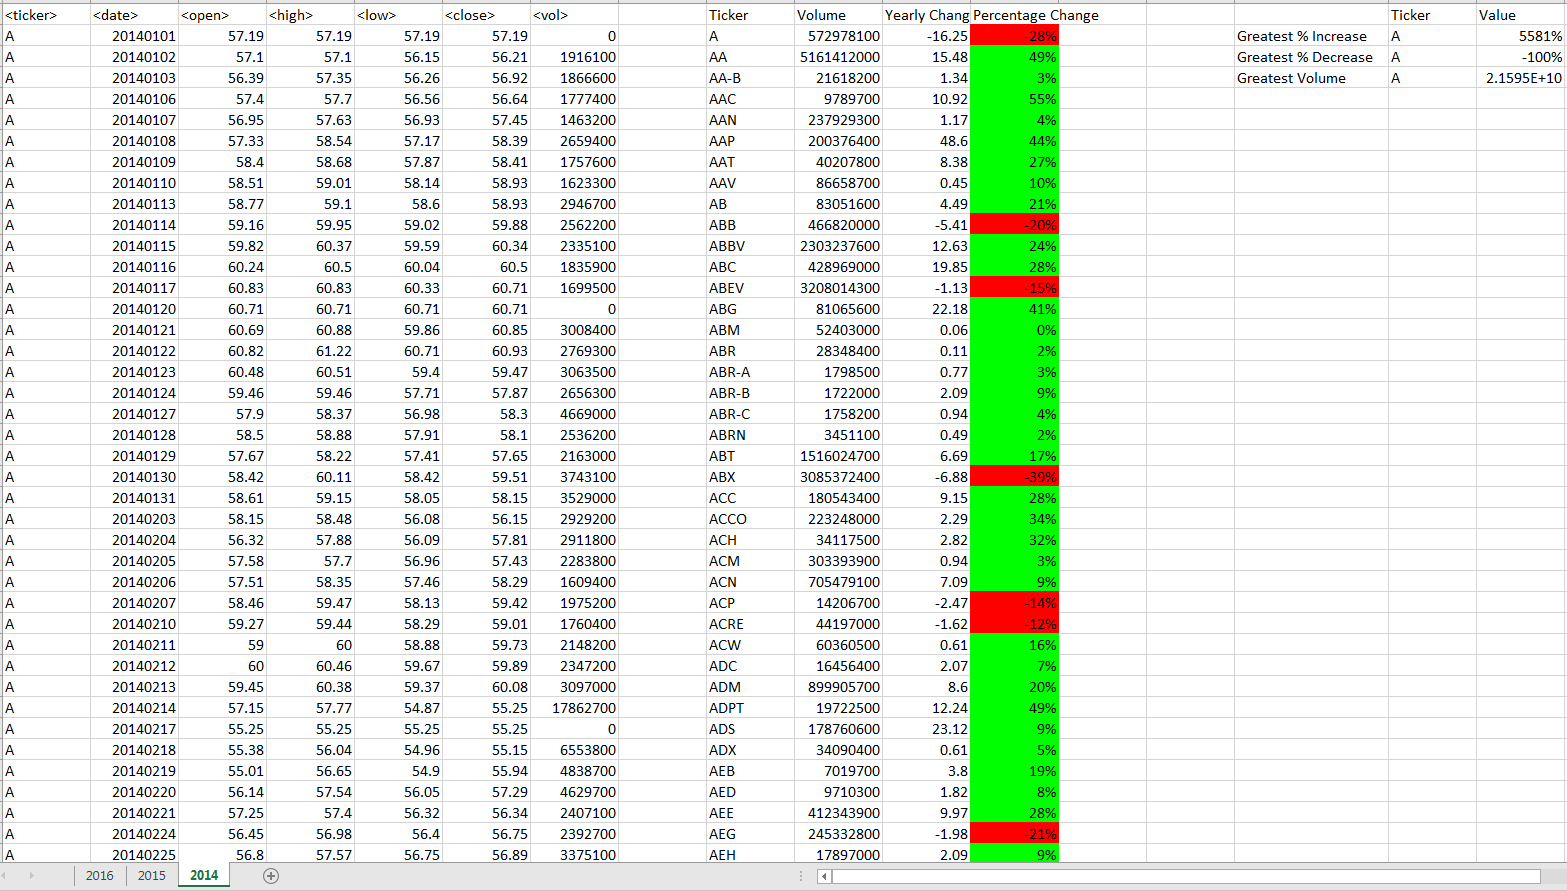 <ticker> <date> <open> <high> <low> <close> <vol> Ticker Volume Yearly Chang Percentage Change Ticker Value
A 20140101 57.19 57.19 57.19 57.19 0 A 572978100 -16.25 -28% Greatest % Increase A 5581%
A 20140102 57.1 57.1 56.15 56.21 1916100 AA 5161412000 15.48 49% Greatest % Decrease A -100%
A 20140103 56.39 57.35 56.26 56.92 1866600 AA-B 21618200 1.34 3% Greatest Volume A 2.1595E+10
A 20140106 57.4 57.7 56.56 56.64 1777400 AAC 9789700 10.92 55%
A 20140107 56.95 57.63 56.93 57.45 1463200 AAN 237929300 1.17 4%
A 20140108 57.33 58.54 57.17 58.39 2659400 AAP 200376400 48.6 44%
A 20140109 58.4 58.68 57.87 58.41 1757600 AAT 40207800 8.38 27%
A 20140110 58.51 59.01 58.14 58.93 1623300 AAV 86658700 0.45 10%
A 20140113 58.77 59.1 58.6 58.93 2946700 AB 83051600 4.49 21%
A 20140114 59.16 59.95 59.02 59.88 2562200 ABB 466820000 -5.41 -20%
A 20140115 59.82 60.37 59.59 60.34 2335100 ABBV 2303237600 12.63 24%
A 20140116 60.24 60.5 60.04 60.5 1835900 ABC 428969000 19.85 28%
A 20140117 60.83 60.83 60.33 60.71 1699500 ABEV 3208014300 -1.13 -15%
A 20140120 60.71 60.71 60.71 60.71 0 ABG 81065600 22.18 41%
A 20140121 60.69 60.88 59.86 60.85 3008400 ABM 52403000 0.06 0%
A 20140122 60.82 61.22 60.71 60.93 2769300 ABR 28348400 0.11 2%
A 20140123 60.48 60.51 59.4 59.47 3063500 ABR-A 1798500 0.77 3%
A 20140124 59.46 59.46 57.71 57.87 2656300 ABR-B 1722000 2.09 9%
A 20140127 57.9 58.37 56.98 58.3 4669000 ABR-C 1758200 0.94 4%
A 20140128 58.5 58.88 57.91 58.1 2536200 ABRN 3451100 0.49 2%
A 20140129 57.67 58.22 57.41 57.65 2163000 ABT 1516024700 6.69 17%
A 20140130 58.42 60.11 58.42 59.51 3743100 ABX 3085372400 -6.88 -39%
A 20140131 58.61 59.15 58.05 58.15 3529000 ACC 180543400 9.15 28%
A 20140203 58.15 58.48 56.08 56.15 2929200 ACCO 223248000 2.29 34%
A 20140204 56.32 57.88 56.09 57.81 2911800 ACH 34117500 2.82 32%
A 20140205 57.58 57.7 56.96 57.43 2283800 ACM 303393900 0.94 3%
A 20140206 57.51 58.35 57.46 58.29 1609400 ACN 705479100 7.09 9%
A 20140207 58.46 59.47 58.13 59.42 1975200 ACP 14206700 -2.47 -14%
A 20140210 59.27 59.44 58.29 59.01 1760400 ACRE 44197000 -1.62 -12%
A 20140211 59 60 58.88 59.73 2148200 ACW 60360500 0.61 16%
A 20140212 60 60.46 59.67 59.89 2347200 ADC 16456400 2.07 7%
A 20140213 59.45 60.38 59.37 60.08 3097000 ADM 899905700 8.6 20%
A 20140214 57.15 57.77 54.87 55.25 17862700 ADPT 19722500 12.24 49%
A 20140217 55.25 55.25 55.25 55.25 0 ADS 178760600 23.12 9%
A 20140218 55.38 56.04 54.96 55.15 6553800 ADX 34090400 0.61 5%
A 20140219 55.01 56.65 54.9 55.94 4838700 AEB 7019700 3.8 19%
A 20140220 56.14 57.54 56.05 57.29 4629700 AED 9710300 1.82 8%
A 20140221 57.25 57.4 56.32 56.34 2407100 AEE 412343900 9.97 28%
A 20140224 56.45 56.98 56.4 56.75 2392700 AEG 245332800 -1.98 -21%
A 20140225 56.8 57.57 56.75 56.89 3375100 AEH 17897000 2.09 9%
2016 2015 2014